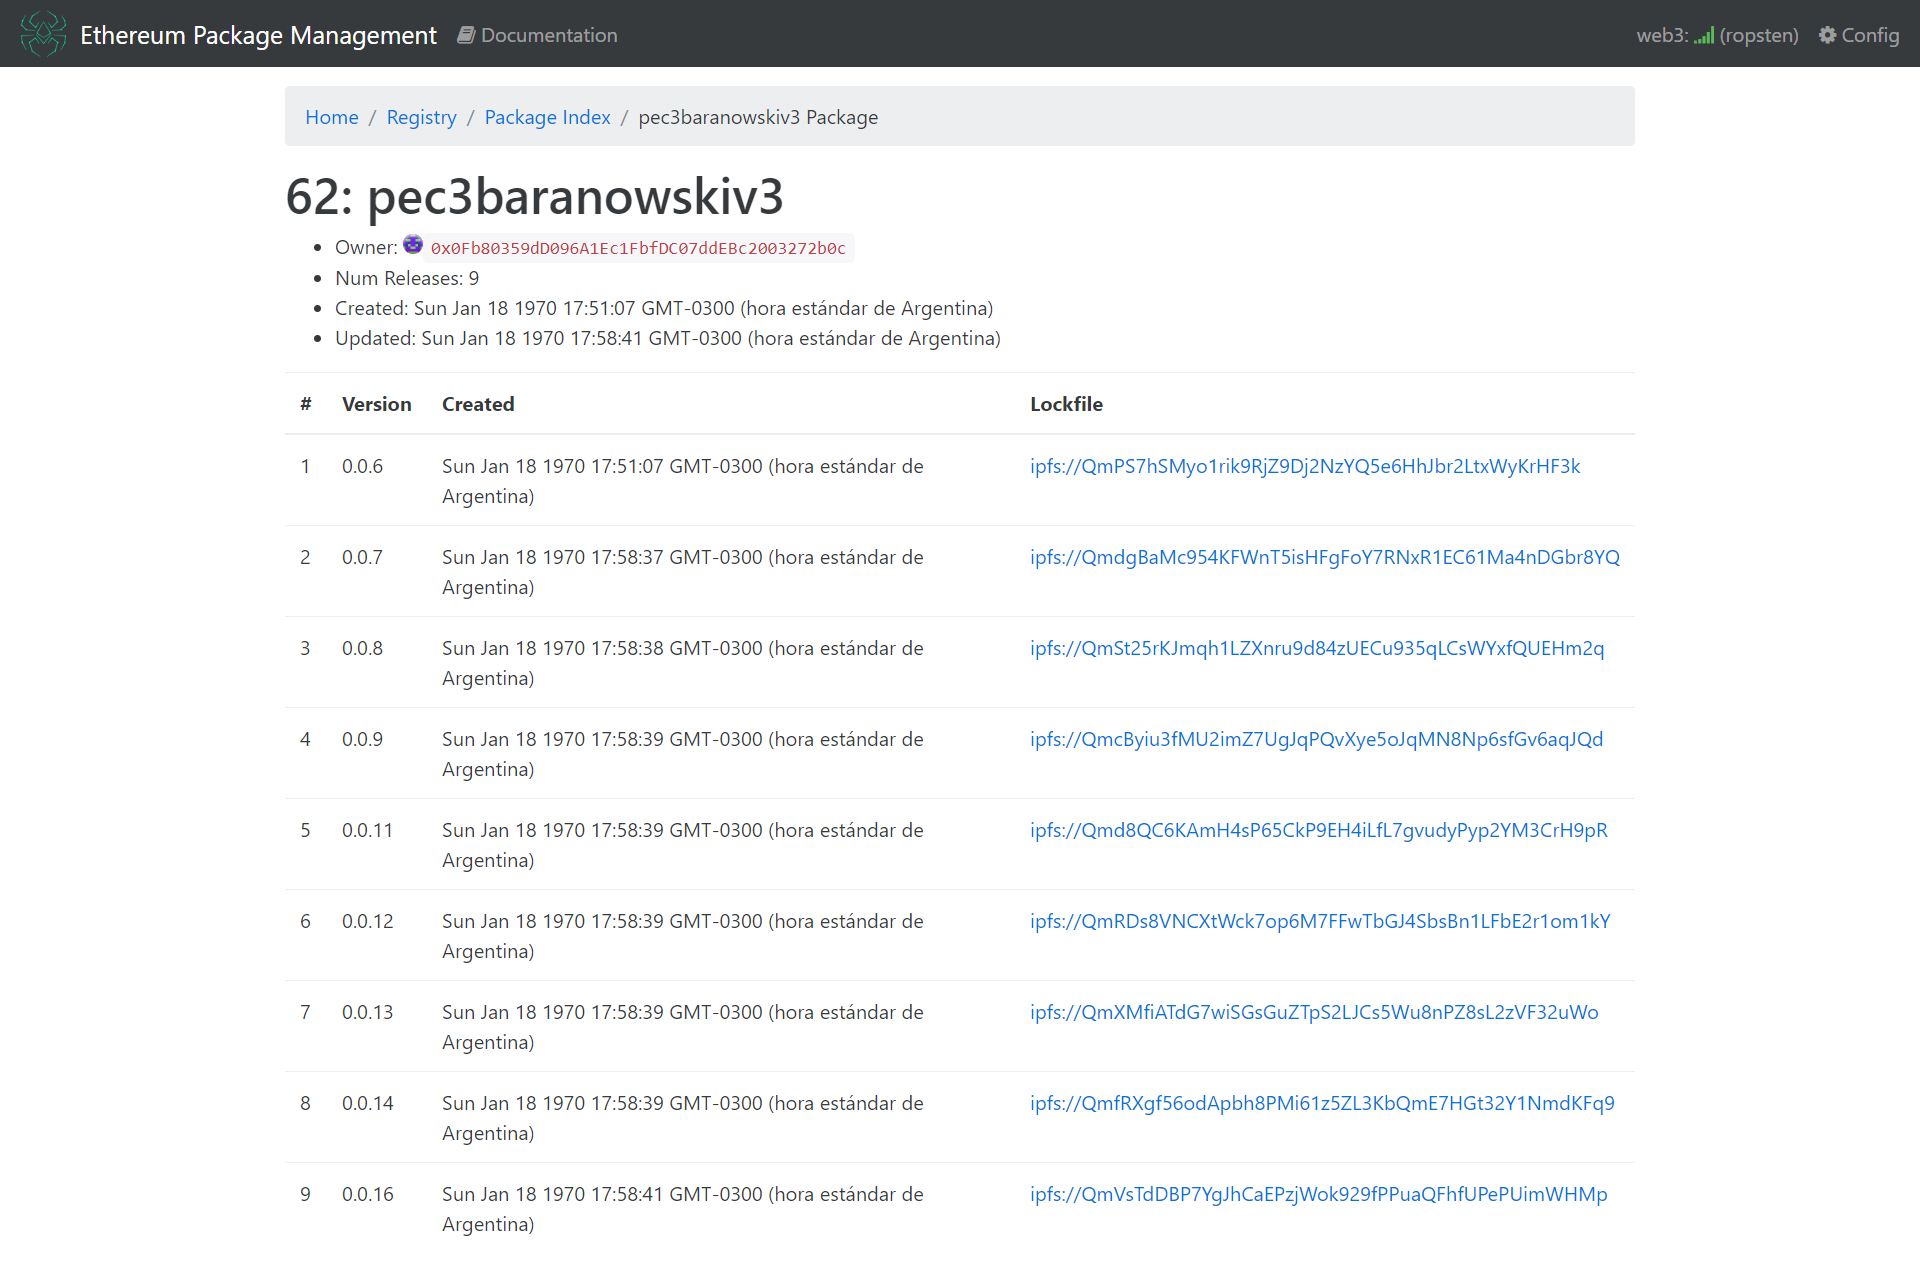 Ethereum Package Management Documentation web3: (ropsten) Config
Home / Registry / Package Index / pec3baranowskiv3 Package
62: pec3baranowskiv3
Owner: 0x0Fb80359dD096A1Ec1FbfDC07ddEBc2003272b0c
Num Releases: 9
Created: Sun Jan 18 1970 17:51:07 GMT-0300 (hora estándar de Argentina)
Updated: Sun Jan 18 1970 17:58:41 GMT-0300 (hora estándar de Argentina)
# Version Created Lockfile
1 0.0.6 Sun Jan 18 1970 17:51:07 GMT-0300 (hora estándar de ipfs://QmPS7hSMyo1rik9RjZ9Dj2NzYQ5e6HhJbr2LtxWyKrHF3k
Argentina)
2 0.0.7 Sun Jan 18 1970 17:58:37 GMT-0300 (hora estándar de ipfs://QmdgBaMc954KFWnT5isHFgFoY7RNxR1EC61Ma4nDGbr8YQ
Argentina)
3 0.0.8 Sun Jan 18 1970 17:58:38 GMT-0300 (hora estándar de ipfs://QmSt25rKJmqh1LZXnru9d84zUECu935qLCsWYxfQUEHm2q
Argentina)
4 0.0.9 Sun Jan 18 1970 17:58:39 GMT-0300 (hora estándar de ipfs://QmcByiu3fMU2imZ7UgJqPQvXye5oJqMN8Np6sfGv6aqJQd
Argentina)
5 0.0.11 Sun Jan 18 1970 17:58:39 GMT-0300 (hora estándar de ipfs://Qmd8QC6KAmH4sP65CkP9EH4iLfL7gvudyPyp2YM3CrH9pR
Argentina)
6 0.0.12 Sun Jan 18 1970 17:58:39 GMT-0300 (hora estándar de ipfs://QmRDs8VNCXtWck7op6M7FFwTbGJ4SbsBn1LFbE2r1om1kY
Argentina)
7 0.0.13 Sun Jan 18 1970 17:58:39 GMT-0300 (hora estándar de ipfs://QmXMfiATdG7wiSGsGuZTpS2LJCs5Wu8nPZ8sL2zVF32uWo
Argentina)
8 0.0.14 Sun Jan 18 1970 17:58:39 GMT-0300 (hora estándar de ipfs://QmfRXgf56odApbh8PMi61z5ZL3KbQmE7HGt32Y1NmdKFq9
Argentina)
9 0.0.16 Sun Jan 18 1970 17:58:41 GMT-0300 (hora estándar de ipfs://QmVsTdDBP7YgJhCaEPzjWok929fPPuaQFhfUPePUimWHMp
Argentina)